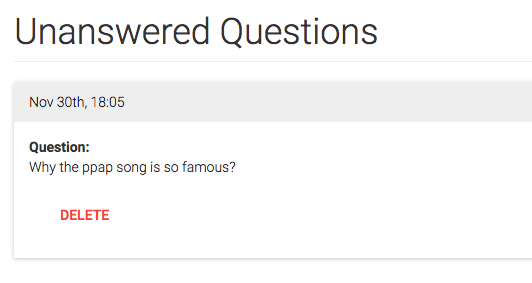 Unanswered Questions
Nov 30th, 18:05
Question:
Why the ppap song is so famous?
DELETE